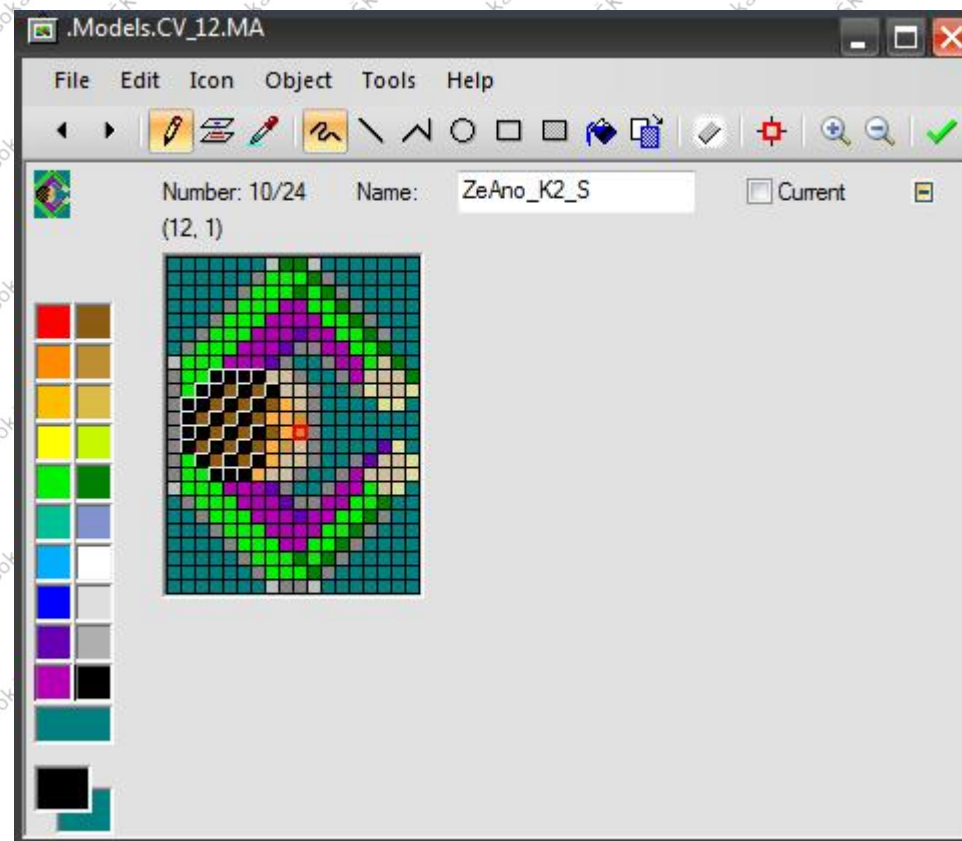 .Models.CV_12.MA
File Edit Icon Object Tools Help
Number: 10/24 Name: ZeAno_K2_S Current
(12, 1)